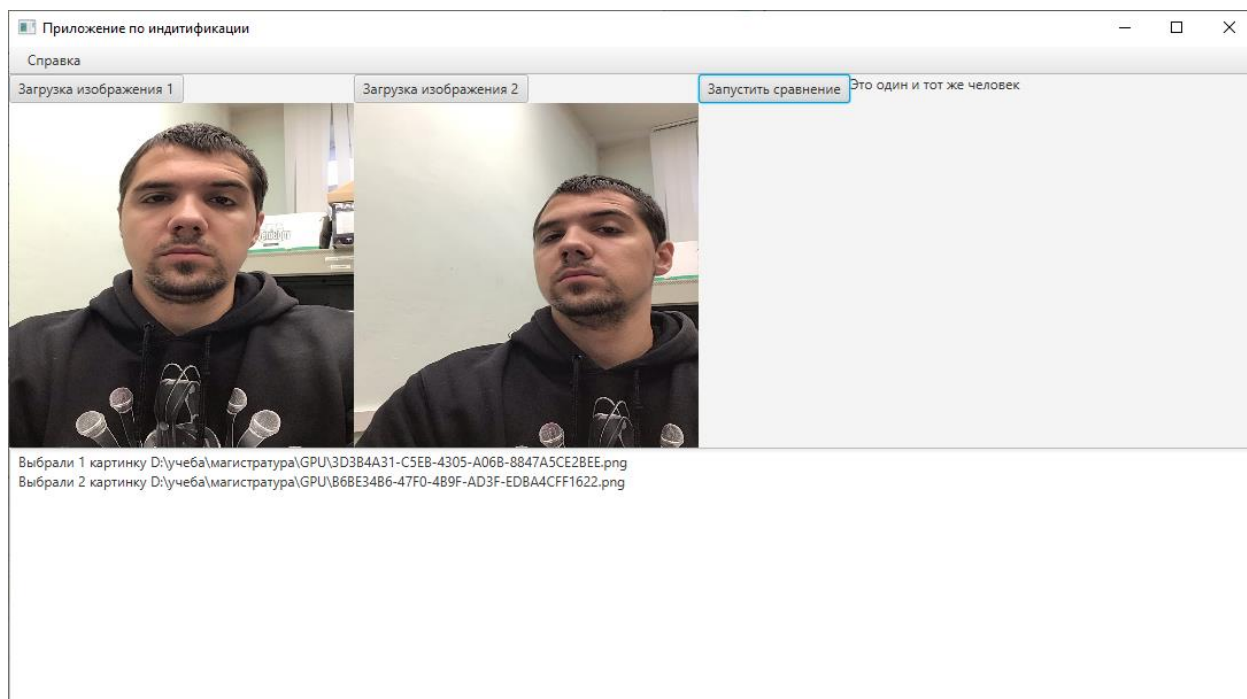 Приложение по индитификации
Справка
Загрузка изображения 1
Загрузка изображения 2
Запустить сравнение
Это один и тот же человек
Выбрали 1 картинку D:\учеба\магистратура\GPU\3D3B4A31-C5EB-4305-A06B-8847A5CE2BEE.png
Выбрали 2 картинку D:\учеба\магистратура\GPU\B6BE34B6-47F0-4B9F-AD3F-EDBA4CFF1622.png